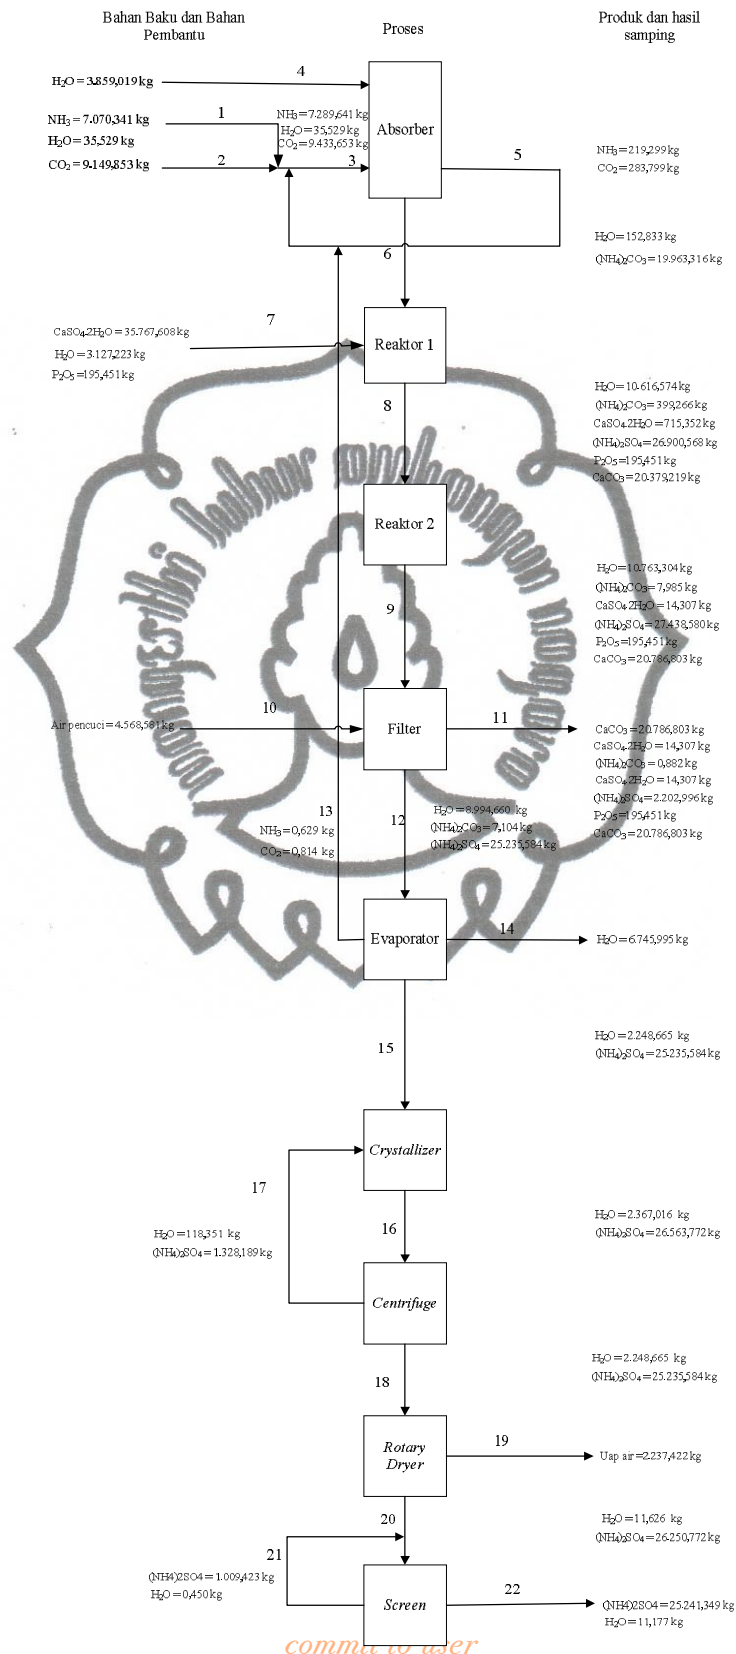 Bahan Baku dan Bahan
Pembantu
Proses
Produk dan hasil
samping
H2O = 3.859,019 kg
4
NH3 = 7.070,341 kg
1
H2O = 35,529 kg
CO2 = 9.149,853 kg
2
NH3 = 7.289,641 kg
H2O = 35,529 kg
CO2 = 9.433,653 kg
3
Absorber
5
NH3 = 219,299 kg
CO2 = 283,799 kg
6
H2O = 152,833 kg
(NH4)2CO3 = 19.963,316 kg
7
CaSO4.2H2O = 35.767,608 kg
H2O = 3.127,223 kg
P2O5 = 195,451 kg
Reaktor 1
8
H2O = 10.616,574 kg
(NH4)2CO3 = 399,266 kg
CaSO4.2H2O = 715,352 kg
(NH4)2SO4 = 26.900,568 kg
P2O5 = 195,451 kg
CaCO3 = 20.379,219 kg
Reaktor 2
9
H2O = 10.763,304 kg
(NH4)2CO3 = 7,985 kg
CaSO4.2H2O = 14,307 kg
(NH4)2SO4 = 27.438,580 kg
P2O5 = 195,451 kg
CaCO3 = 20.786,803 kg
10
Air pencuci = 4.568,581 kg
Filter
11
CaCO3 = 20.786,803 kg
CaSO4.2H2O = 14,307 kg
(NH4)2CO3 = 0,882 kg
CaSO4.2H2O = 14,307 kg
(NH4)2SO4 = 2.202,996 kg
P2O5 = 195,451 kg
CaCO3 = 20.786,803 kg
13
NH3 = 0,629 kg
CO2 = 0,814 kg
12
H2O = 8.994,660 kg
(NH4)2CO3 = 7,104 kg
(NH4)2SO4 = 25.235,584 kg
Evaporator
14
H2O = 6.745,995 kg
15
H2O = 2.248,665 kg
(NH4)2SO4 = 25.235,584 kg
Crystallizer
17
H2O = 118,351 kg
(NH4)2SO4 = 1.328,189 kg
16
H2O = 2.367,016 kg
(NH4)2SO4 = 26.563,772 kg
Centrifuge
18
H2O = 2.248,665 kg
(NH4)2SO4 = 25.235,584 kg
Rotary
Dryer
19
Uap air = 2.237,422 kg
20
H2O = 11,626 kg
(NH4)2SO4 = 26.250,772 kg
21
(NH4)2SO4 = 1.009,423 kg
H2O = 0,450 kg
Screen
22
(NH4)2SO4 = 25.241,349 kg
H2O = 11,177 kg
commit to user